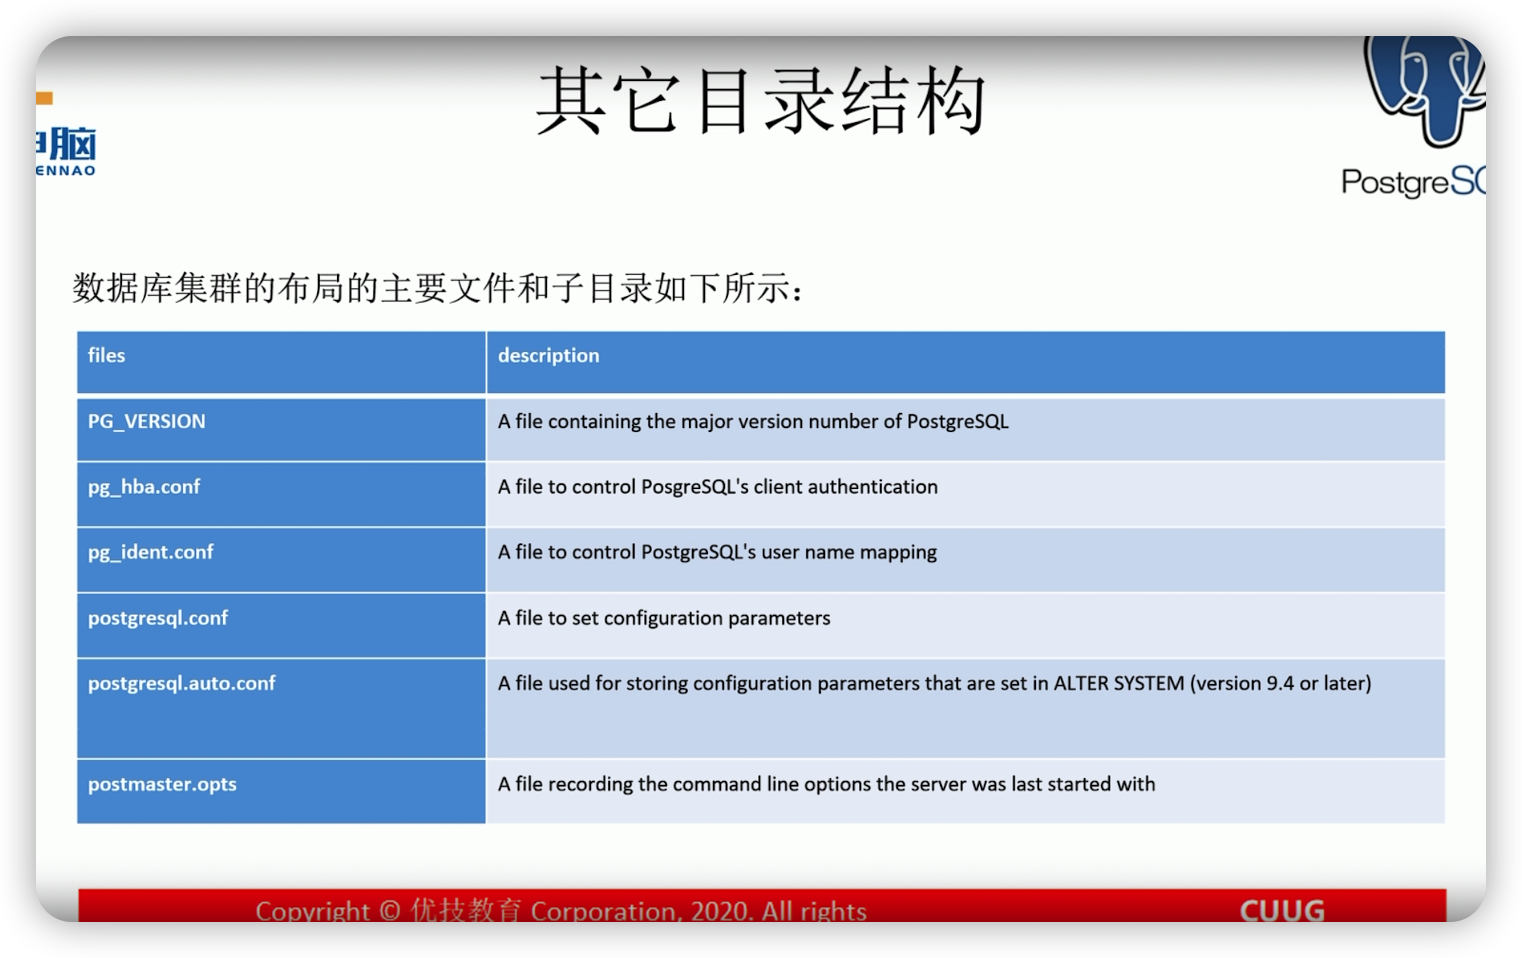 其它目录结构
脑
ENNAO
PostgreSQ
数据库集群的布局的主要文件和子目录如下所示：
files description
PG_VERSION A file containing the major version number of PostgreSQL
pg_hba.conf A file to control PosgreSQL's client authentication
pg_ident.conf A file to control PostgreSQL's user name mapping
postgresql.conf A file to set configuration parameters
postgresql.auto.conf A file used for storing configuration parameters that are set in ALTER SYSTEM (version 9.4 or later)
postmaster.opts A file recording the command line options the server was last started with
Copyright © 优技教育 Corporation, 2020. All rights CUUG